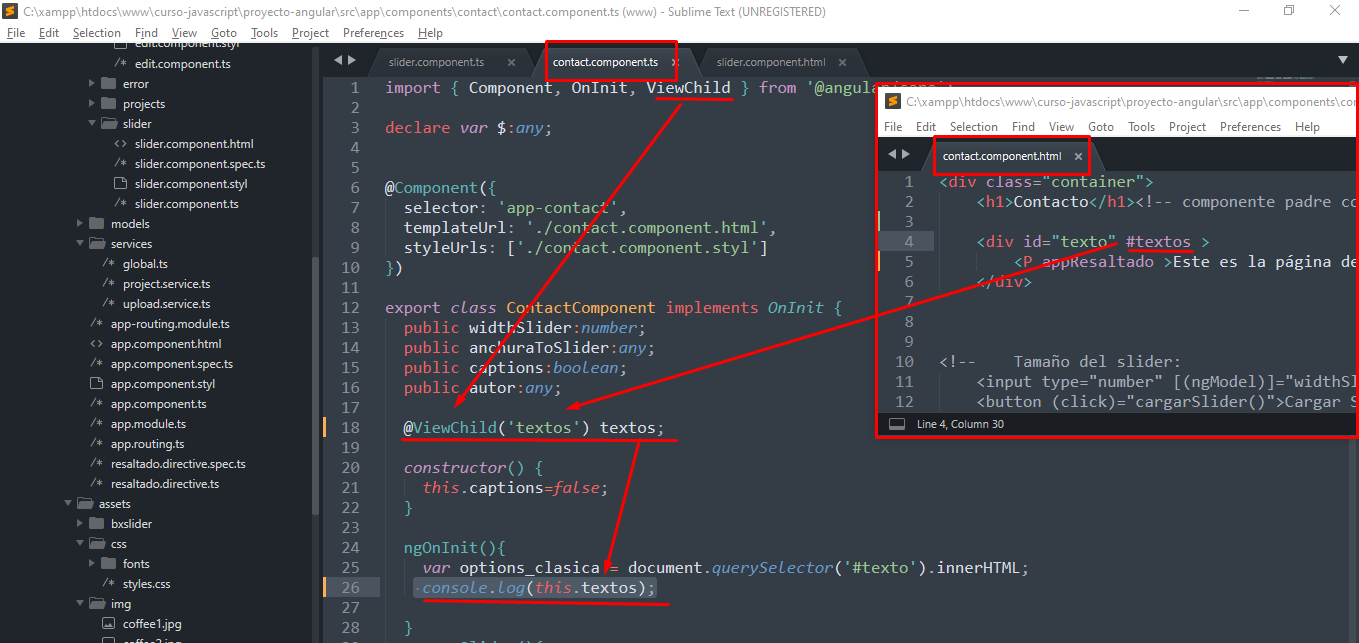 C:\xampp\htdocs\www\curso-javascript\proyecto-angular\src\app\components\contact\contact.component.ts (www) - Sublime Text (UNREGISTERED)
File Edit Selection Find View Goto Tools Project Preferences Help
edit.component.styl
/* edit.component.ts
error
projects
slider
<> slider.component.html
/* slider.component.spec.ts
slider.component.styl
/* slider.component.ts
models
services
/* global.ts
/* project.service.ts
/* upload.service.ts
/* app-routing.module.ts
<> app.component.html
/* app.component.spec.ts
app.component.styl
/* app.component.ts
/* app.module.ts
/* app.routing.ts
/* resaltado.directive.spec.ts
/* resaltado.directive.ts
assets
bxslider
css
fonts
/* styles.css
img
coffee1.jpg
slider.component.ts ×
contact.component.ts ×
slider.component.html ×
1 import { Component, OnInit, ViewChild } from '@angular/core';
2
3 declare var $:any;
4
5
6 @Component({
7 selector: 'app-contact',
8 templateUrl: './contact.component.html',
9 styleUrls: ['./contact.component.styl']
10 })
11
12 export class ContactComponent implements OnInit {
13 public widthSlider:number;
14 public anchuraToSlider:any;
15 public captions:boolean;
16 public autor:any;
17
18 @ViewChild('textos') textos;
19
20 constructor() {
21 this.captions=false;
22 }
23
24 ngOnInit(){
25 var options_clasica = document.querySelector('#texto').innerHTML;
26 console.log(this.textos);
27
28 }
C:\xampp\htdocs\www\curso-javascript\proyecto-angular\src\app\components\co
File Edit Selection Find View Goto Tools Project Preferences Help
contact.component.html ×
1 <div class="container">
2 <h1>Contacto</h1><!-- componente padre co
3
4 <div id="texto" #textos >
5 <P appResaltado >Este es la página de
6 </div>
7
8
9
10 <!-- Tamaño del slider:
11 <input type="number" [(ngModel)]="widthSl
12 <button (click)="cargarSlider()">Cargar S
Line 4, Column 30